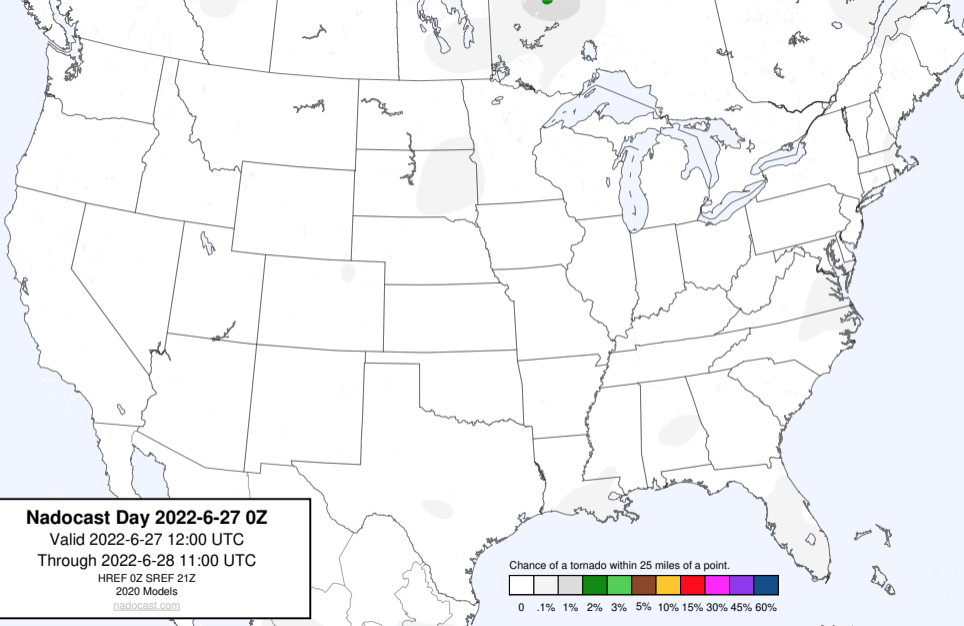 Nadocast Day 2022-6-27 0Z
Valid 2022-6-27 12:00 UTC
Through 2022-6-28 11:00 UTC
HREF 0Z SREF 21Z
2020 Models
nadocast.com
Chance of a tornado within 25 miles of a point.
0 .1% 1% 2% 3% 5% 10% 15% 30% 45% 60%